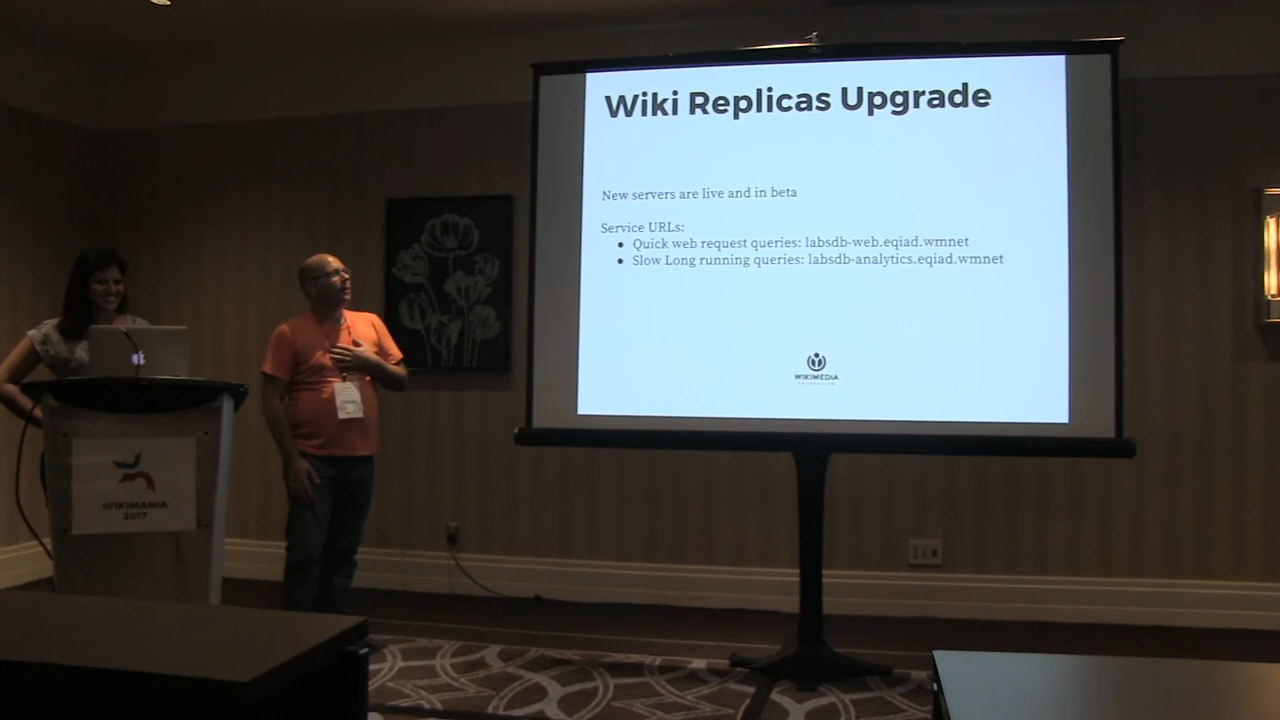 Wiki Replicas Upgrade
New servers are live and in beta
Service URLs:
● Quick web request queries: labsdb-web.eqiad.wmnet
● Slow Long running queries: labsdb-analytics.eqiad.wmnet
WIKIMEDIA
WIKIMANIA
2017